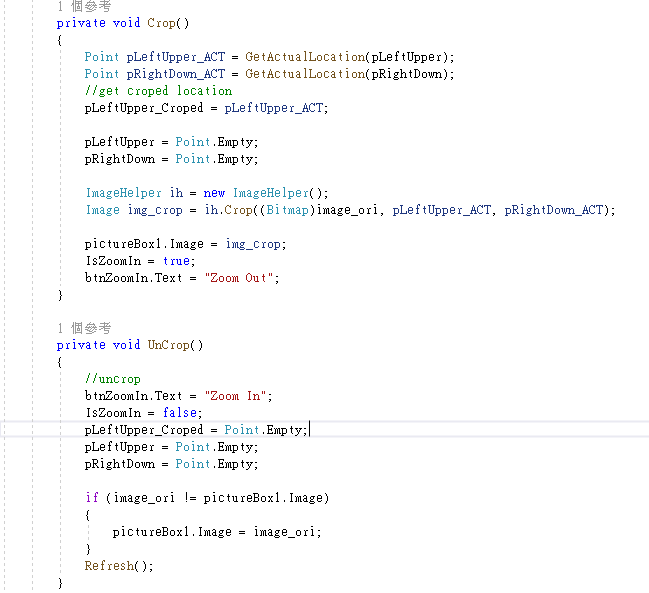 1 個參考
private void Crop()
{
Point pLeftUpper_ACT = GetActualLocation(pLeftUpper);
Point pRightDown_ACT = GetActualLocation(pRightDown);
//get croped location
pLeftUpper_Croped = pLeftUpper_ACT;
pLeftUpper = Point.Empty;
pRightDown = Point.Empty;
ImageHelper ih = new ImageHelper();
Image img_crop = ih.Crop((Bitmap)image_ori, pLeftUpper_ACT, pRightDown_ACT);
pictureBox1.Image = img_crop;
IsZoomIn = true;
btnZoomIn.Text = "Zoom Out";
}
1 個參考
private void UnCrop()
{
//uncrop
btnZoomIn.Text = "Zoom In";
IsZoomIn = false;
pLeftUpper_Croped = Point.Empty;
pLeftUpper = Point.Empty;
pRightDown = Point.Empty;
if (image_ori != pictureBox1.Image)
{
pictureBox1.Image = image_ori;
}
Refresh();
}